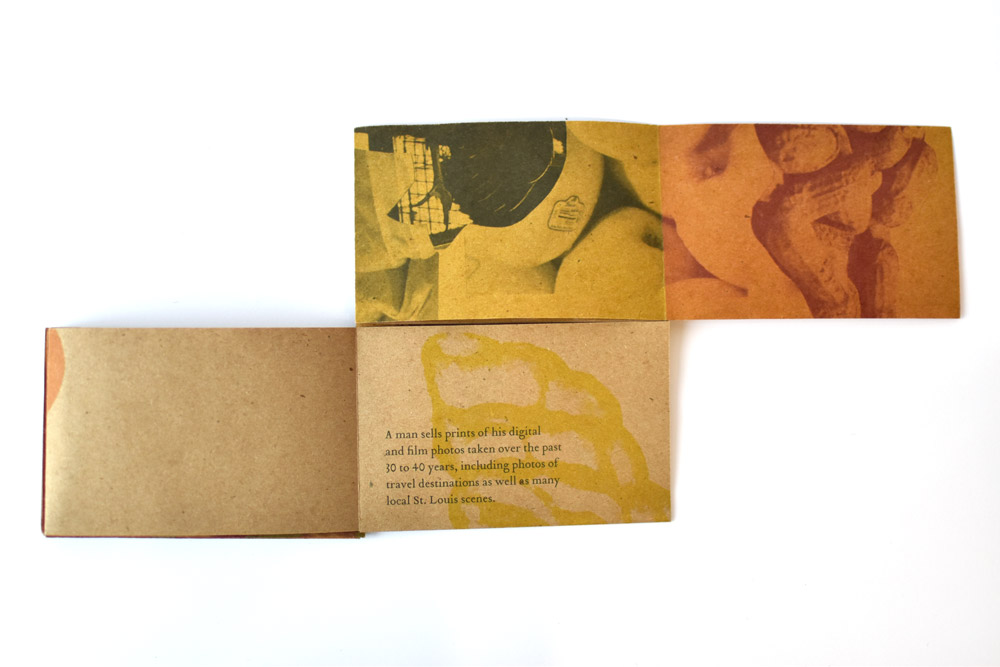 A man sells prints of his digital
and film photos taken over the past
30 to 40 years, including photos of
travel destinations as well as many
local St. Louis scenes.